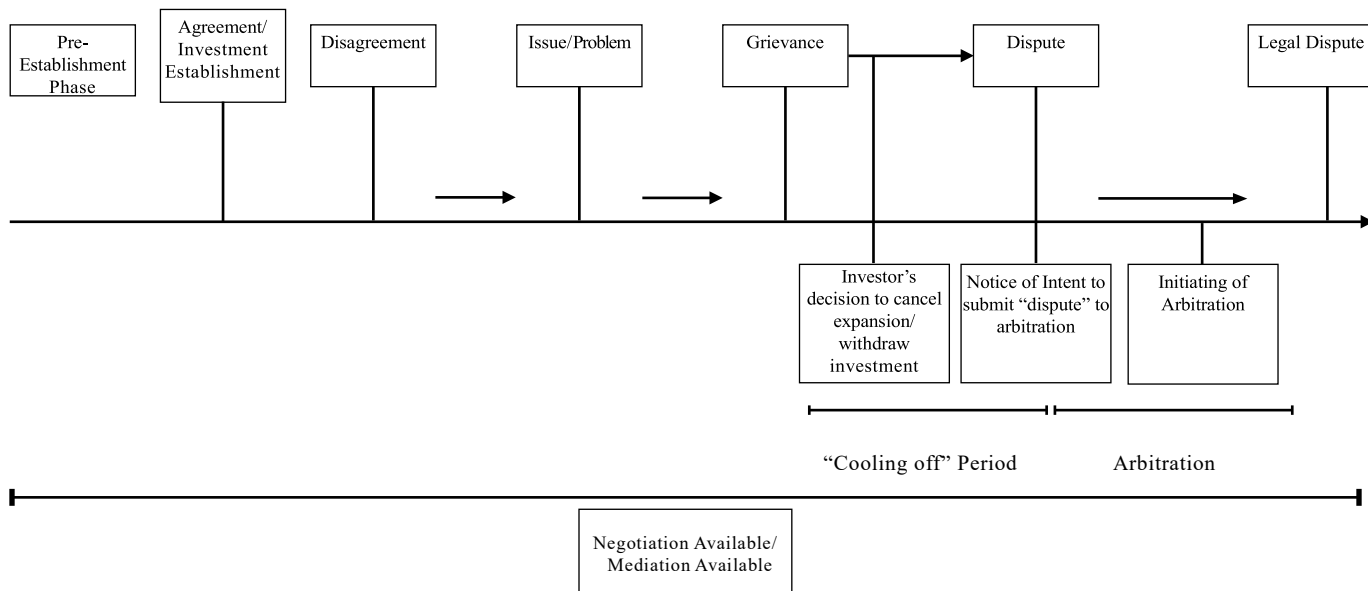 Pre-
Establishment
Phase
Agreement/
Investment
Establishment
Disagreement
Issue/Problem
Grievance
Dispute
Legal Dispute
Investor’s
decision to cancel
expansion/
withdraw
investment
Notice of Intent to
submit “dispute” to
arbitration
Initiating of
Arbitration
“Cooling off” Period
Arbitration
Negotiation Available/
Mediation Available